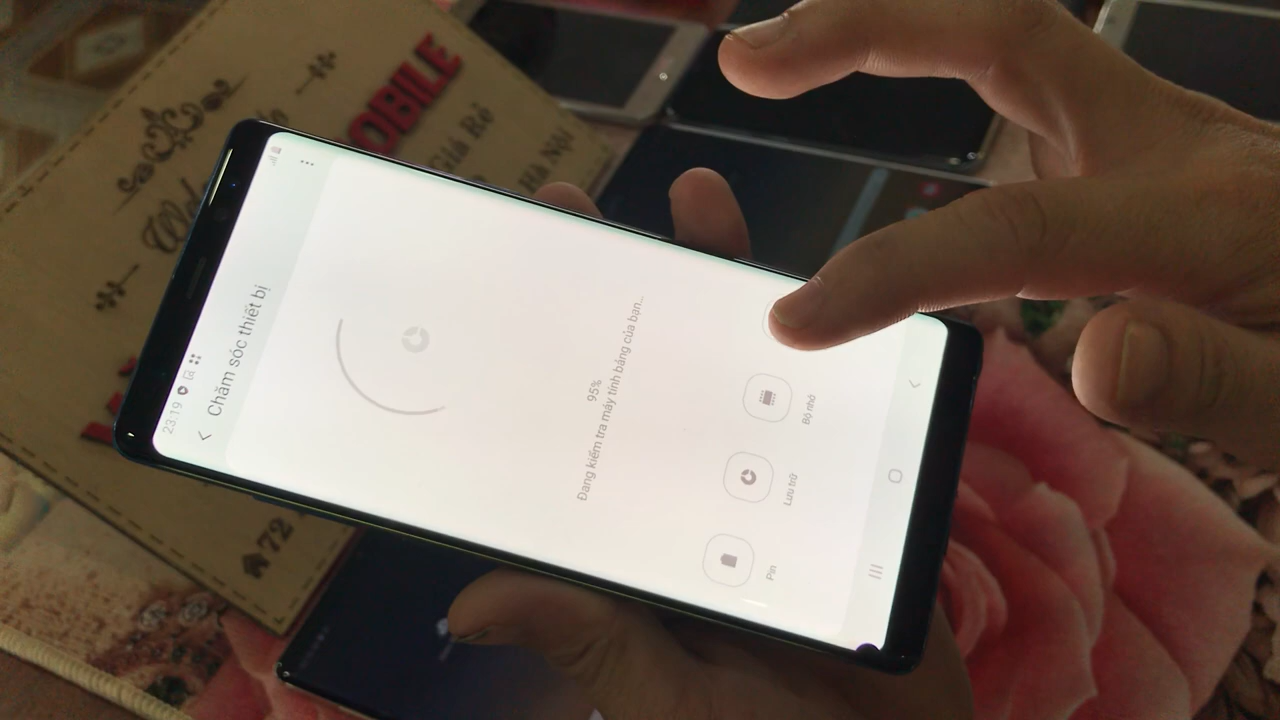 23:19
Chăm sóc thiết bị
95%
Đang kiểm tra máy tính bảng của bạn...
Pin
Lưu trữ
Bộ nhớ
OBILE
Giá Rẻ
Hà Nội
72